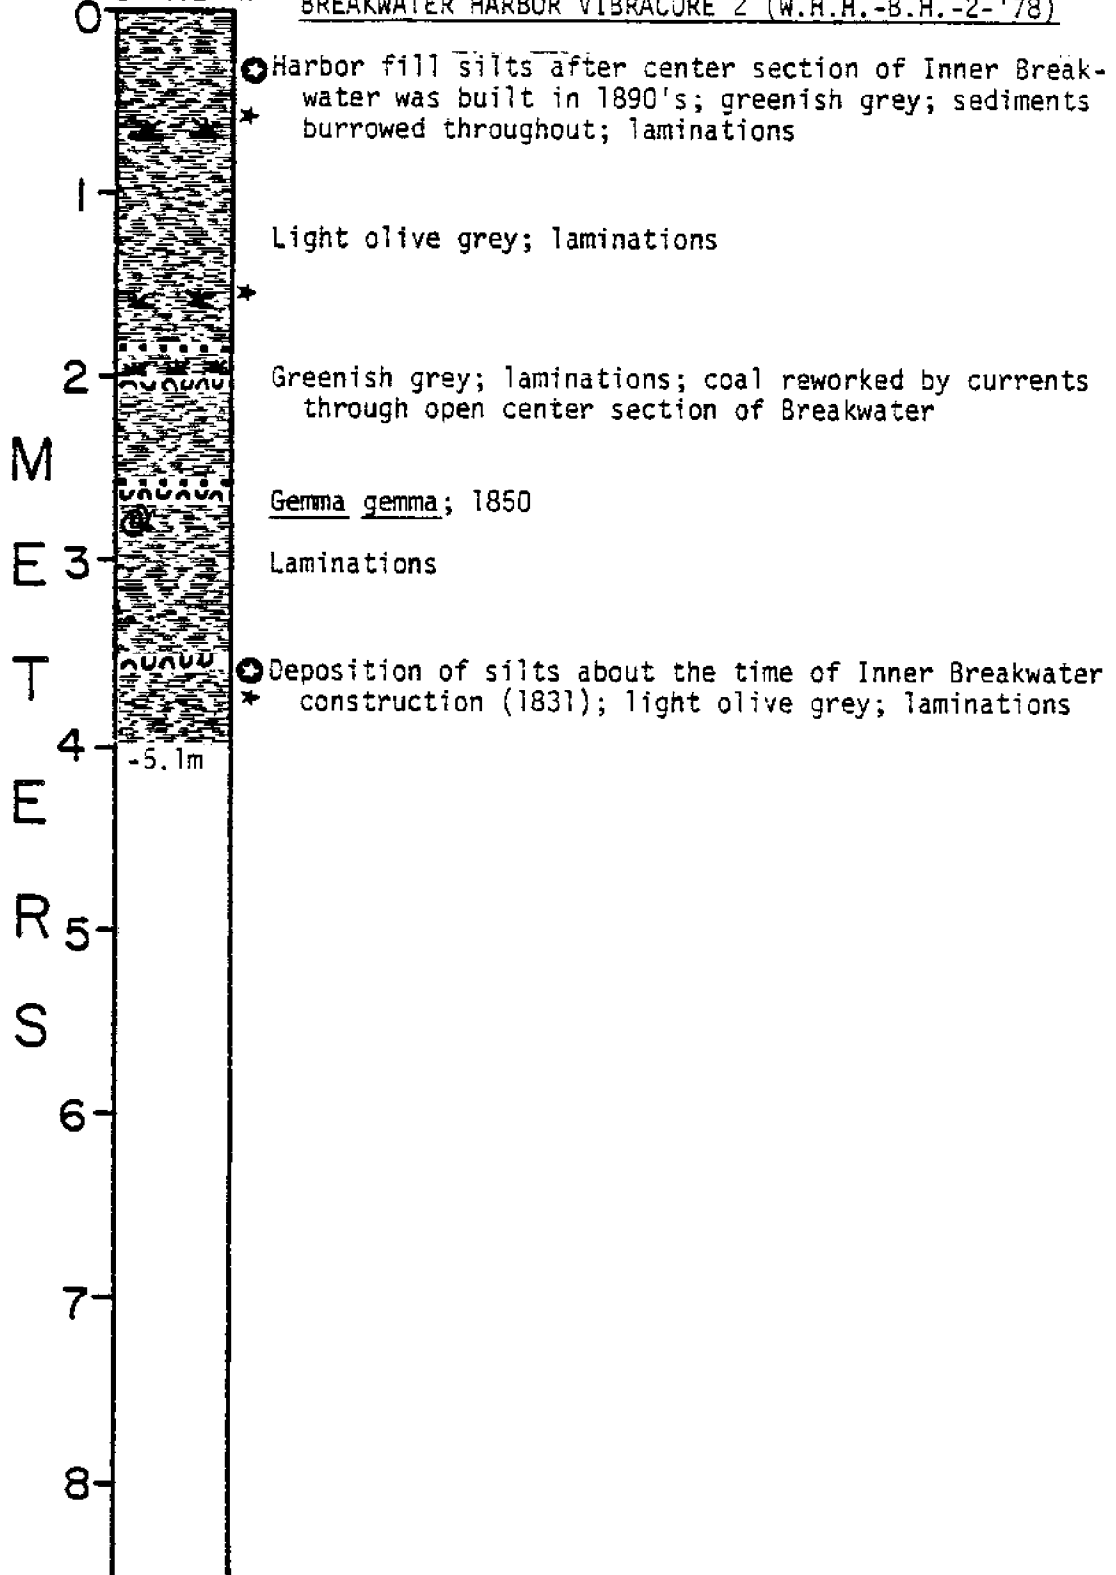 BREAKWATER HARBOR VIBRACORE 2 (W.H.H.-B.H.-2-'78)
0
Harbor fill silts after center section of Inner Break-
water was built in 1890's; greenish grey; sediments
burrowed throughout; laminations
1
Light olive grey; laminations
2
Greenish grey; laminations; coal reworked by currents
through open center section of Breakwater
Gemma gemma; 1850
3
Laminations
Deposition of silts about the time of Inner Breakwater
construction (1831); light olive grey; laminations
4
-5.1m
5
6
7
8
METERS